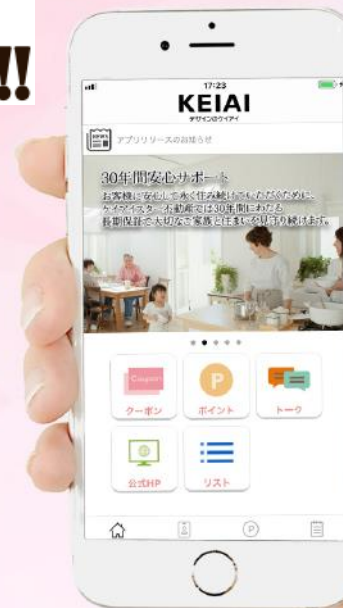 !!
17:23
KEIAI
デザインのケイアイ
NEWS
アプリリリースのお知らせ
30年間安心サポート
お客様に安心して永く住み続けていただくために、
ケイアイスター不動産では30年間にわたる
長期保証で大切なご家族と住まいを見守り続けます。
Coupon
クーポン
P
ポイント
トーク
公式HP
リスト
P